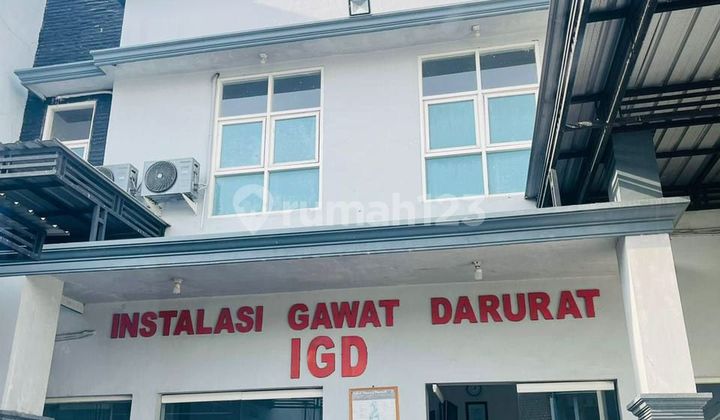 rumah123
INSTALASI GAWAT DARURAT
IGD